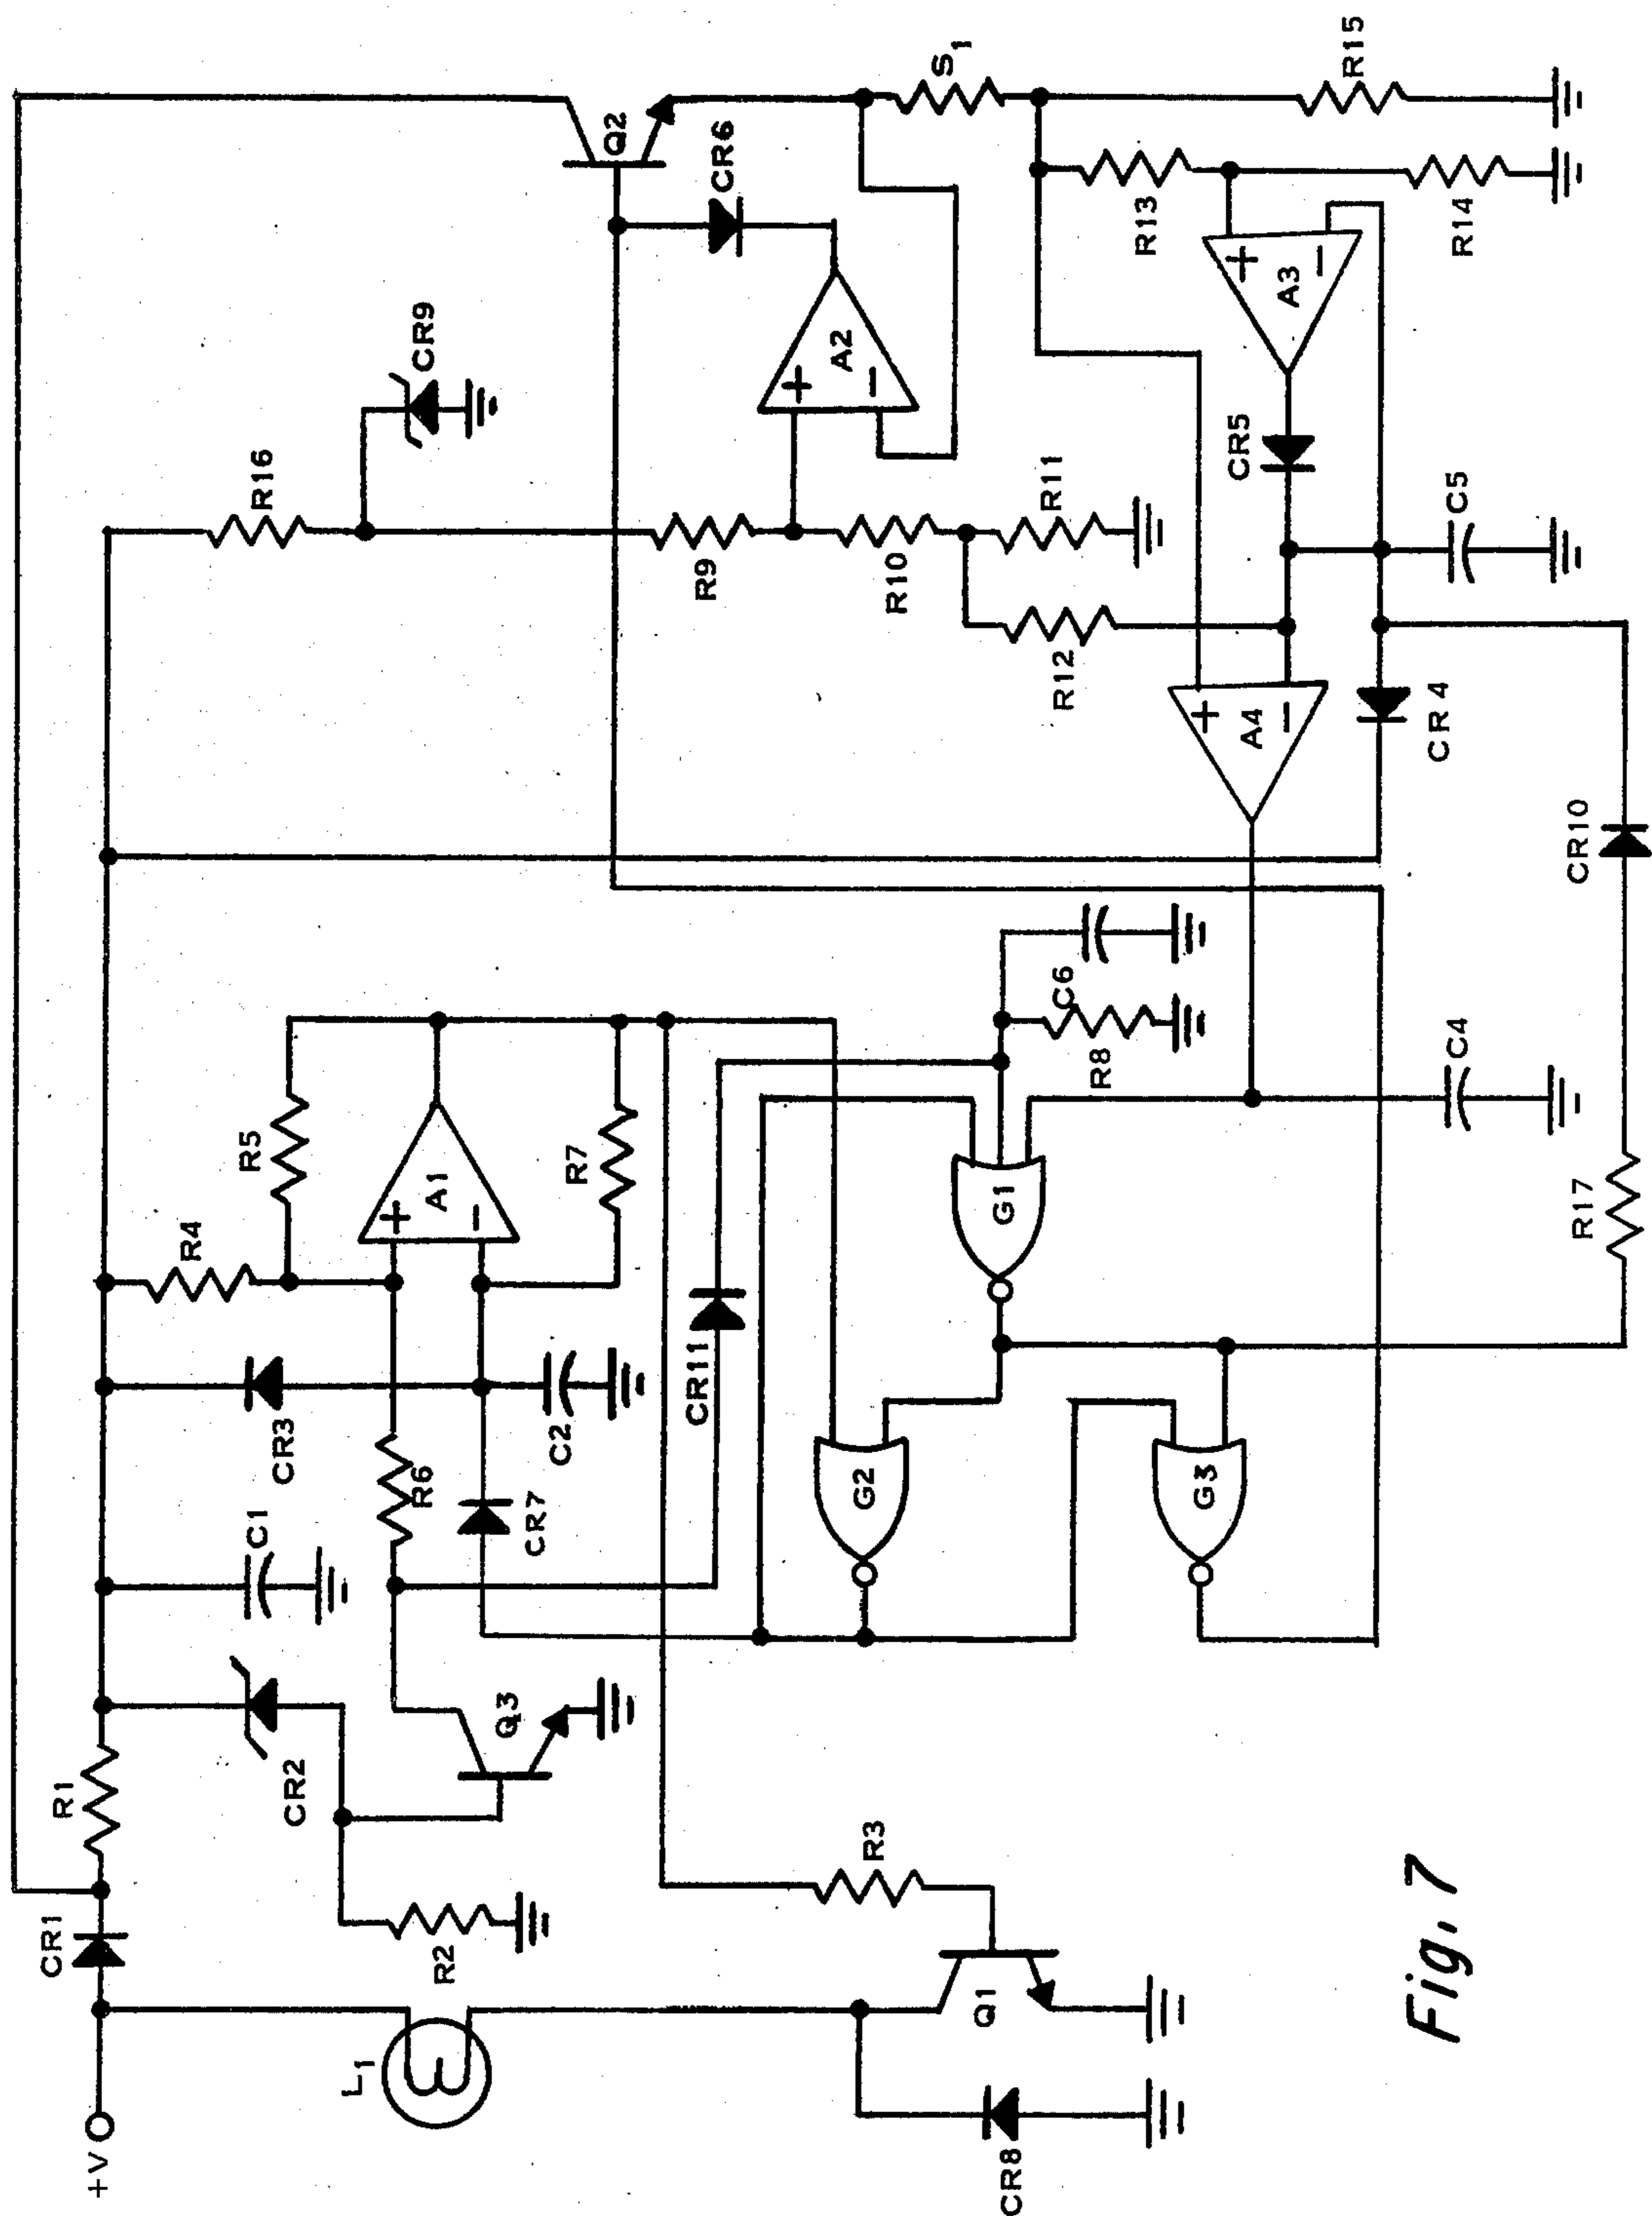 +V
CR1
R1
L1
CR8
R2
CR2
Q3
Q1
R3
C1
CR3
R6
CR7
C2
R4
R5
A1
+
−
R7
CR11
G2
G3
G1
R8
C6
C4
R17
CR10
R16
CR9
R9
R10
R11
R12
A2
+
−
Q2
CR6
S1
R15
R13
R14
A3
+
−
CR5
C5
A4
+
−
CR4
Fig. 7